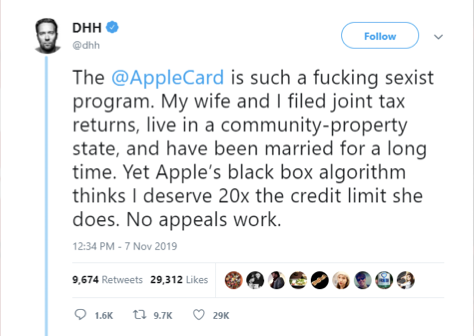 DHH
@dhh
Follow
The @AppleCard is such a fucking sexist
program. My wife and I filed joint tax
returns, live in a community-property
state, and have been married for a long
time. Yet Apple's black box algorithm
thinks I deserve 20x the credit limit she
does. No appeals work.
12:34 PM - 7 Nov 2019
9,674 Retweets 29,312 Likes
1.6K 9.7K 29K